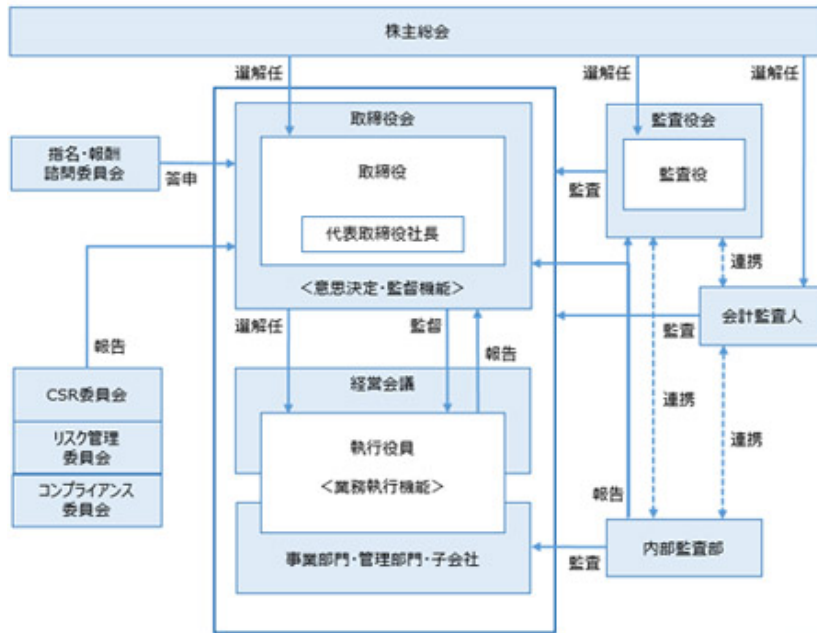 株主総会
選解任
選解任
選解任
取締役会
監査役会
指名・報酬
諮問委員会
答申
取締役
監査
監査役
代表取締役社長
連携
<意思決定・監督機能>
会計監査人
選解任
監督
監査
報告
報告
経営会議
CSR委員会
連携
執行役員
連携
リスク管理
委員会
<業務執行機能>
コンプライアンス
委員会
報告
事業部門・管理部門・子会社
監査
内部監査部